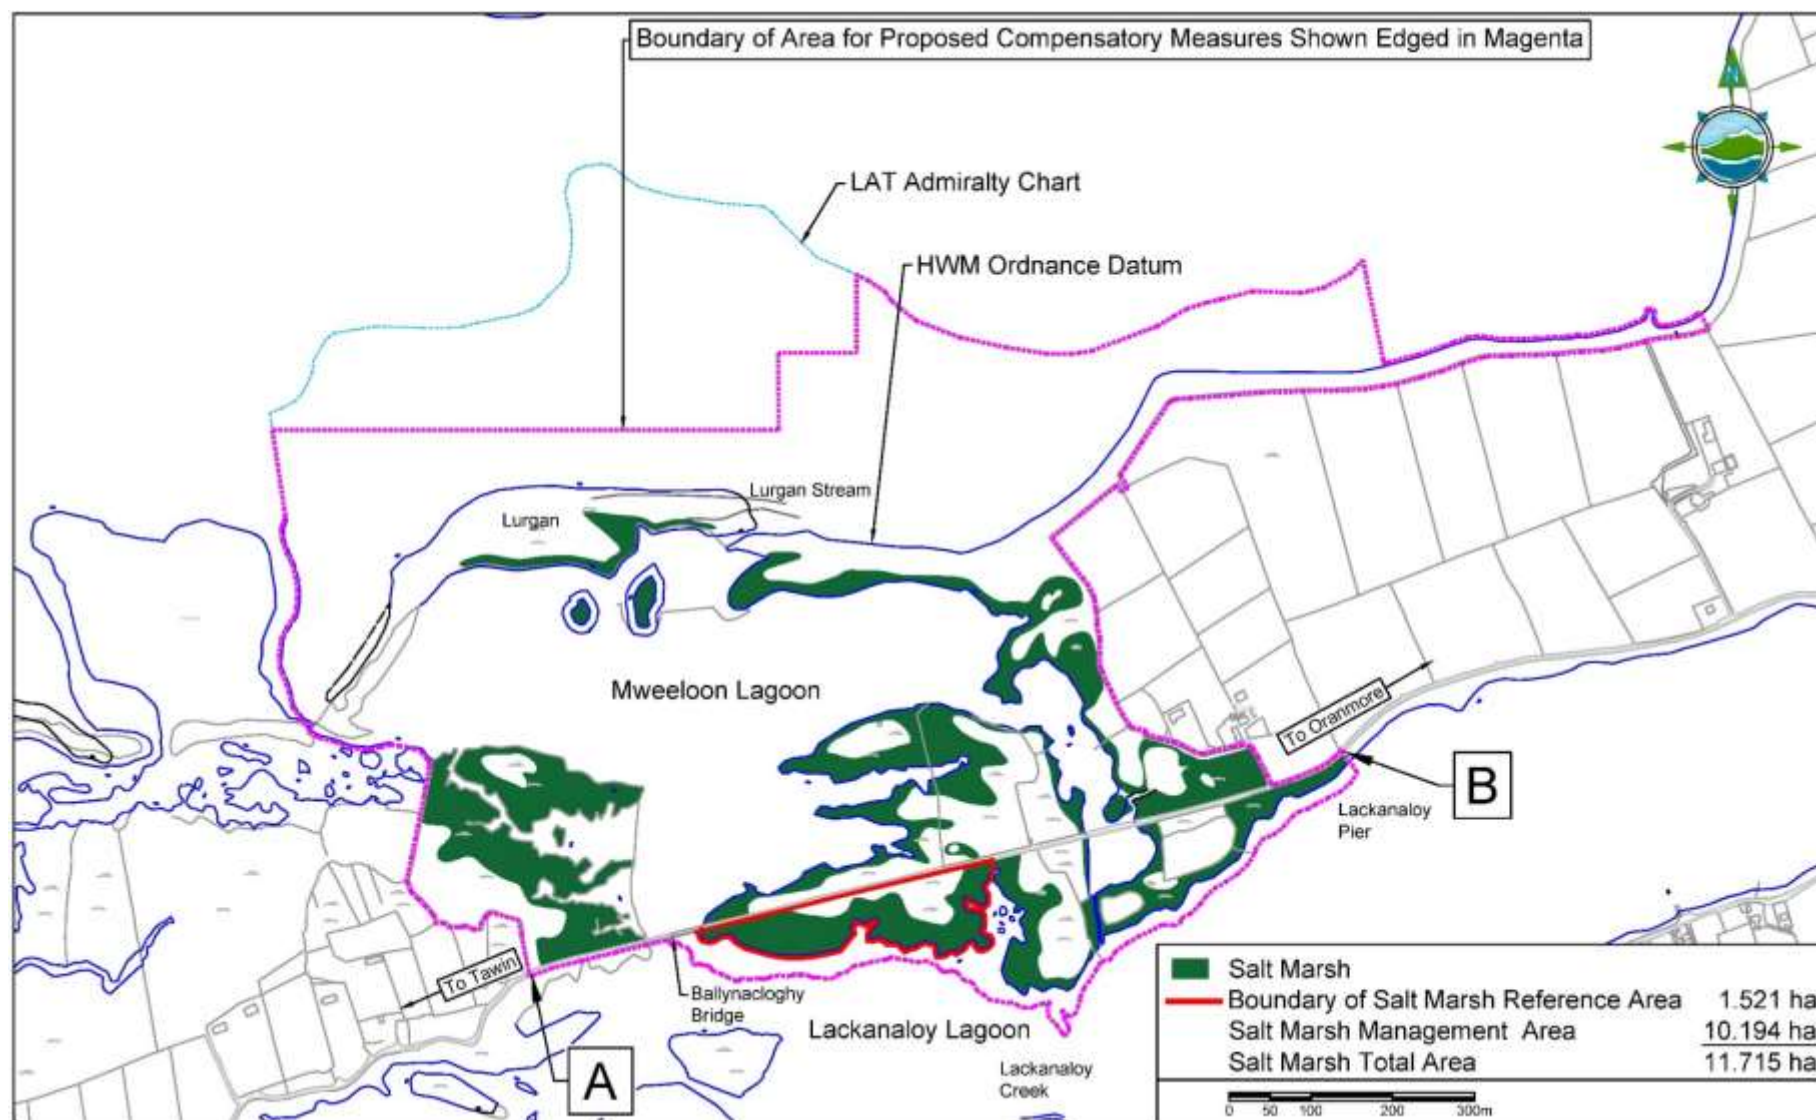 Boundary of Area for Proposed Compensatory Measures Shown Edged in Magenta
N
LAT Admiralty Chart
HWM Ordnance Datum
Lurgan Stream
Lurgan
Mweeloon Lagoon
To Oranmore
B
Lackanaloy
Pier
To Tawin
Ballynacloghy
Bridge
Lackanaloy Lagoon
A
Lackanaloy
Creek
Salt Marsh
Boundary of Salt Marsh Reference Area 1.521 ha
Salt Marsh Management Area 10.194 ha
Salt Marsh Total Area 11.715 ha
0 50 100 200 300m